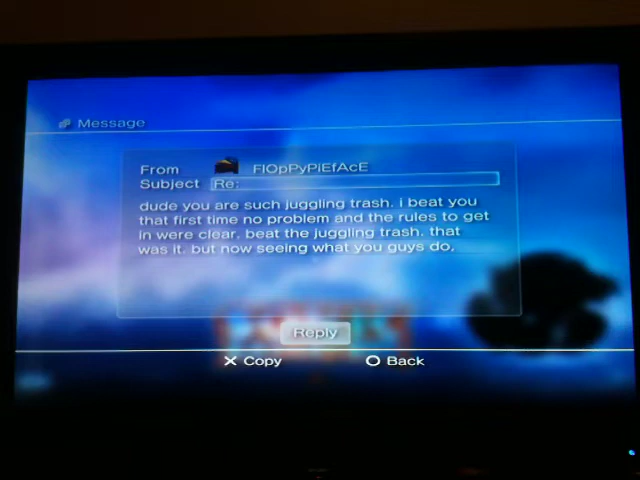 Message
From FlOpPyPiEfAcE
Subject Re:
dude you are such juggling trash. i beat you
that first time no problem and the rules to get
in were clear. beat the juggling trash. that
was it. but now seeing what you guys do,
Reply
X Copy O Back